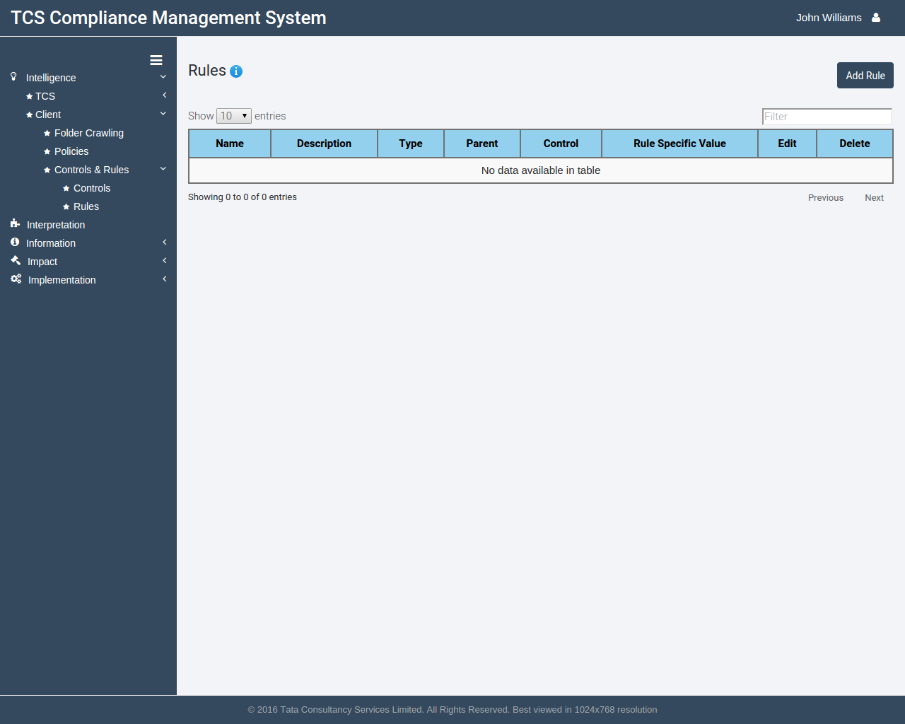 TCS Compliance Management System
John Williams
Intelligence
TCS
Client
Folder Crawling
Policies
Controls & Rules
Controls
Rules
Interpretation
Information
Impact
Implementation
Rules
Add Rule
Show 10 entries
Filter
Name Description Type Parent Control Rule Specific Value Edit Delete
No data available in table
Showing 0 to 0 of 0 entries
Previous Next
© 2016 Tata Consultancy Services Limited. All Rights Reserved. Best viewed in 1024x768 resolution